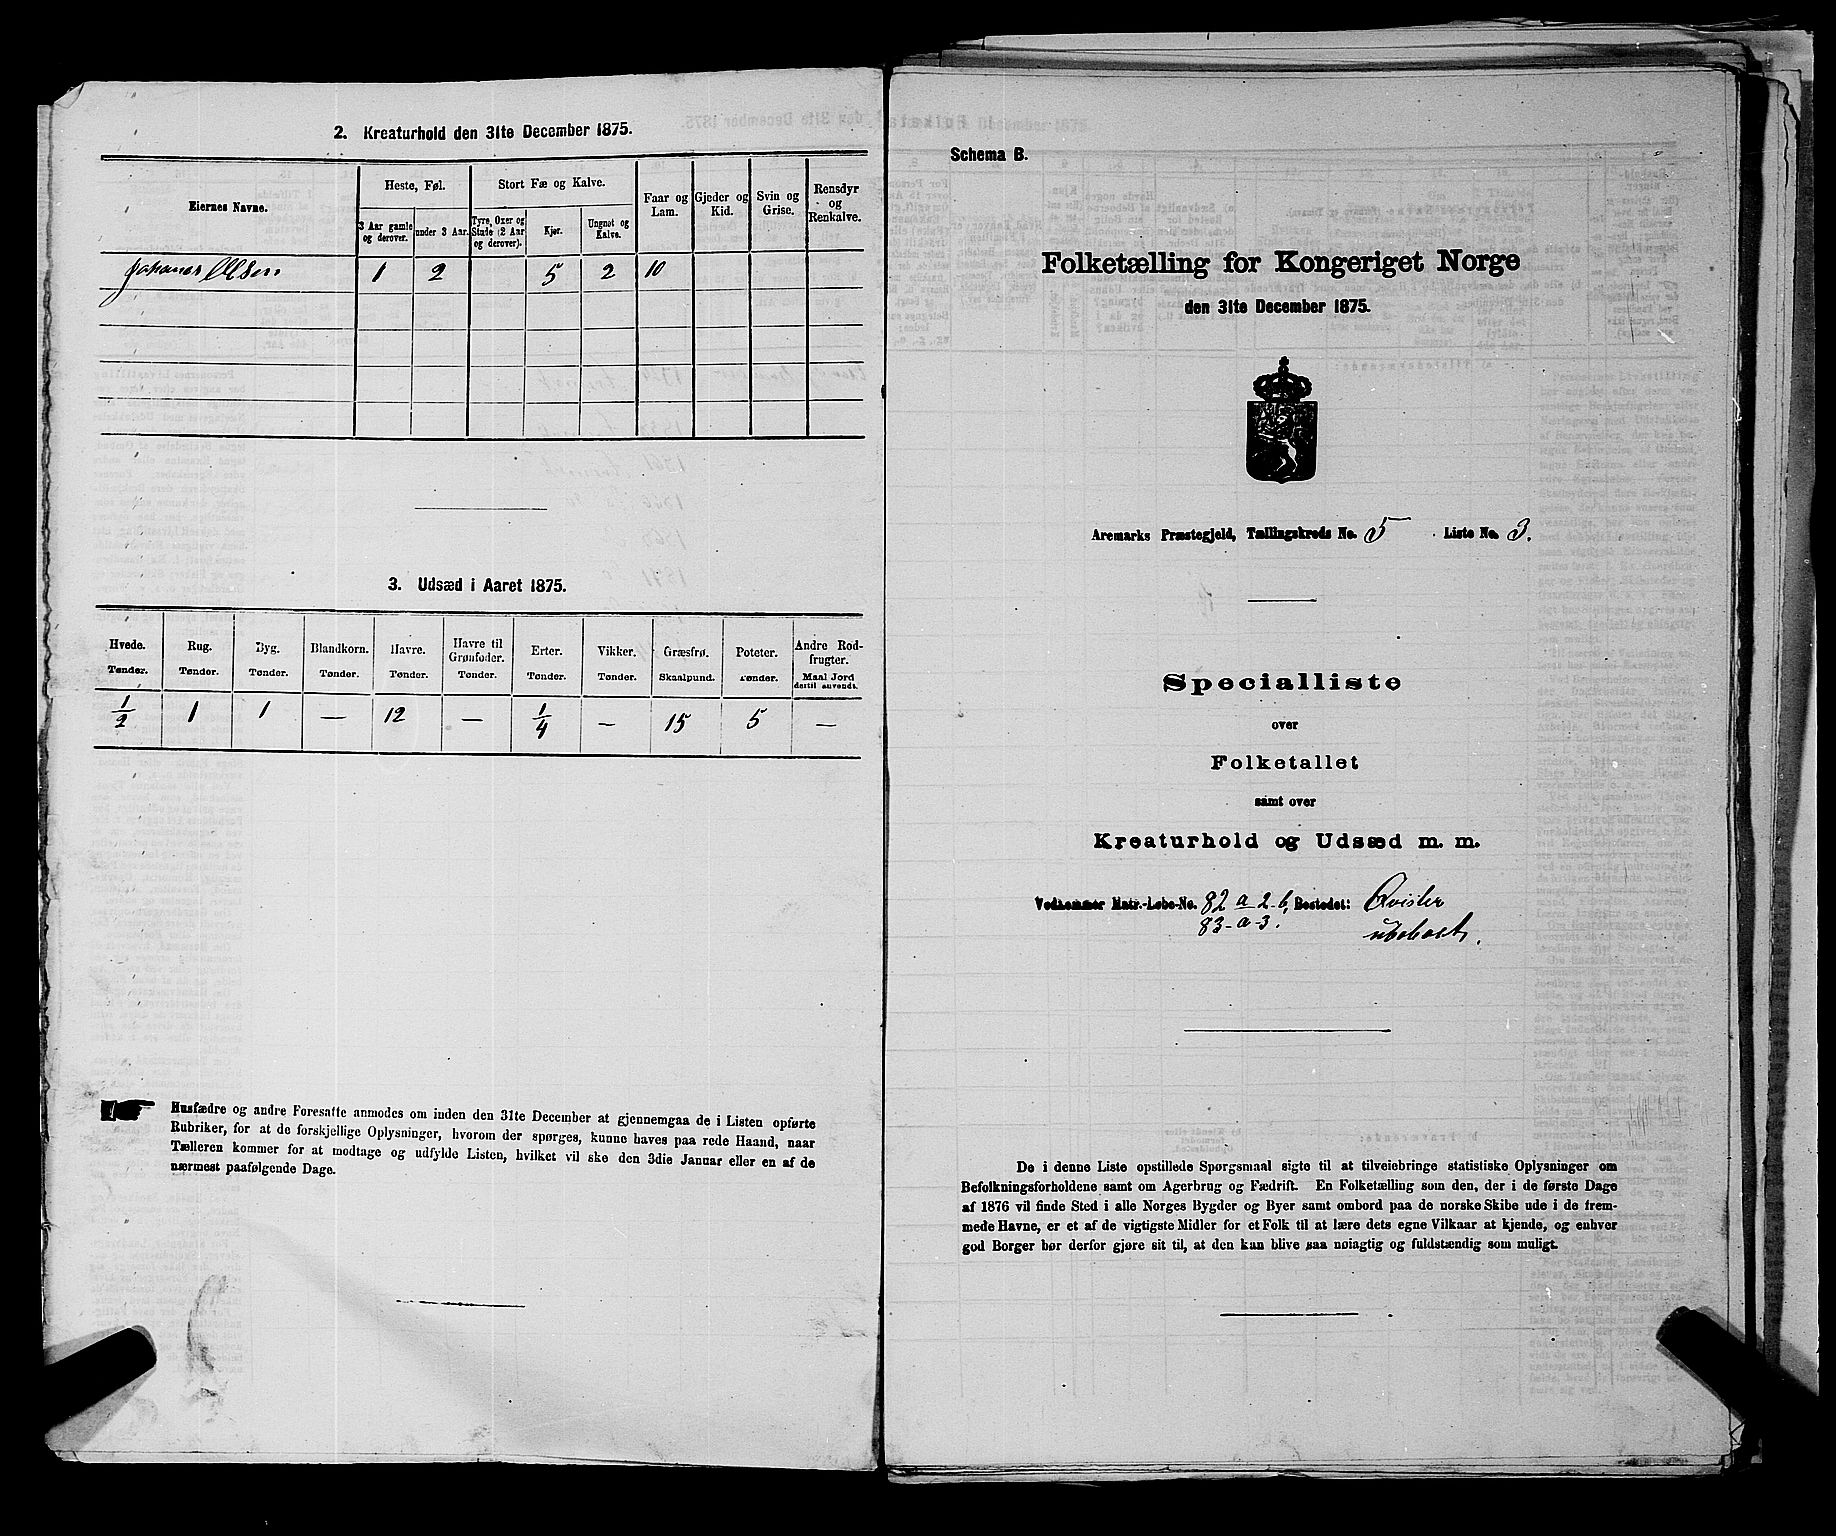 2. Kreaturhold den 31te December 1875.
Eiernes Navne.
Heste, Føl.
Stort Fæ og Kalve.
Faar og Lam.
Gjeder og Kid.
Svin og Grise.
Rensdyr og Renkalve.
3 Aar gamle og derover.
under 3 Aar.
Tyre, Oxer og Stude (2 Aar og derover).
Kjør.
Ungnøt og Kalve.
Johannes Olsen 1 2 5 2 10
3. Udsæd i Aaret 1875.
Hvede. Rug. Byg. Blandkorn. Havre. Havre til Grønfoder. Erter. Vikker. Græsfrø. Poteter. Andre Rodfrugter.
Tønder. Tønder. Tønder. Tønder. Tønder. Tønder. Tønder. Tønder. Skaalpund. Tønder. Maal Jord dertil anvendt.
1/2 1 1 — 12 — 1/4 — 15 5 —
Husfædre og andre Foresatte anmodes om inden den 31te December at gjennemgaa de i Listen opførte
Rubriker, for at de forskjellige Oplysninger, hvorom der spørges, kunne haves paa rede Haand, naar
Tælleren kommer for at modtage og udfylde Listen, hvilket vil ske den 3die Januar eller en af de
nærmest paafølgende Dage.
Schema B.
Folketælling for Kongeriget Norge
den 31te December 1875.
Aremarks Præstegjeld, Tællingskreds No. 5 Liste No. 3.
Specialliste
over
Folketallet
samt over
Kreaturhold og Udsæd m. m.
Vedkommer Matr.-Løbe-No. 82 a 2-b, Bostedet: Qvisler
83-a-3. ubeboet.
De i denne Liste opstillede Spørgsmaal sigte til at tilveiebringe statistiske Oplysninger om
Befolkningsforholdene samt om Agerbrug og Fædrift. En Folketælling som den, der i de første Dage
af 1876 vil finde Sted i alle Norges Bygder og Byer samt ombord paa de norske Skibe ude i de frem-
mede Havne, er et af de vigtigste Midler for et Folk til at lære dets egne Vilkaar at kjende, og enhver
god Borger bør derfor gjøre sit til, at den kan blive saa nøiagtig og fuldstændig som muligt.